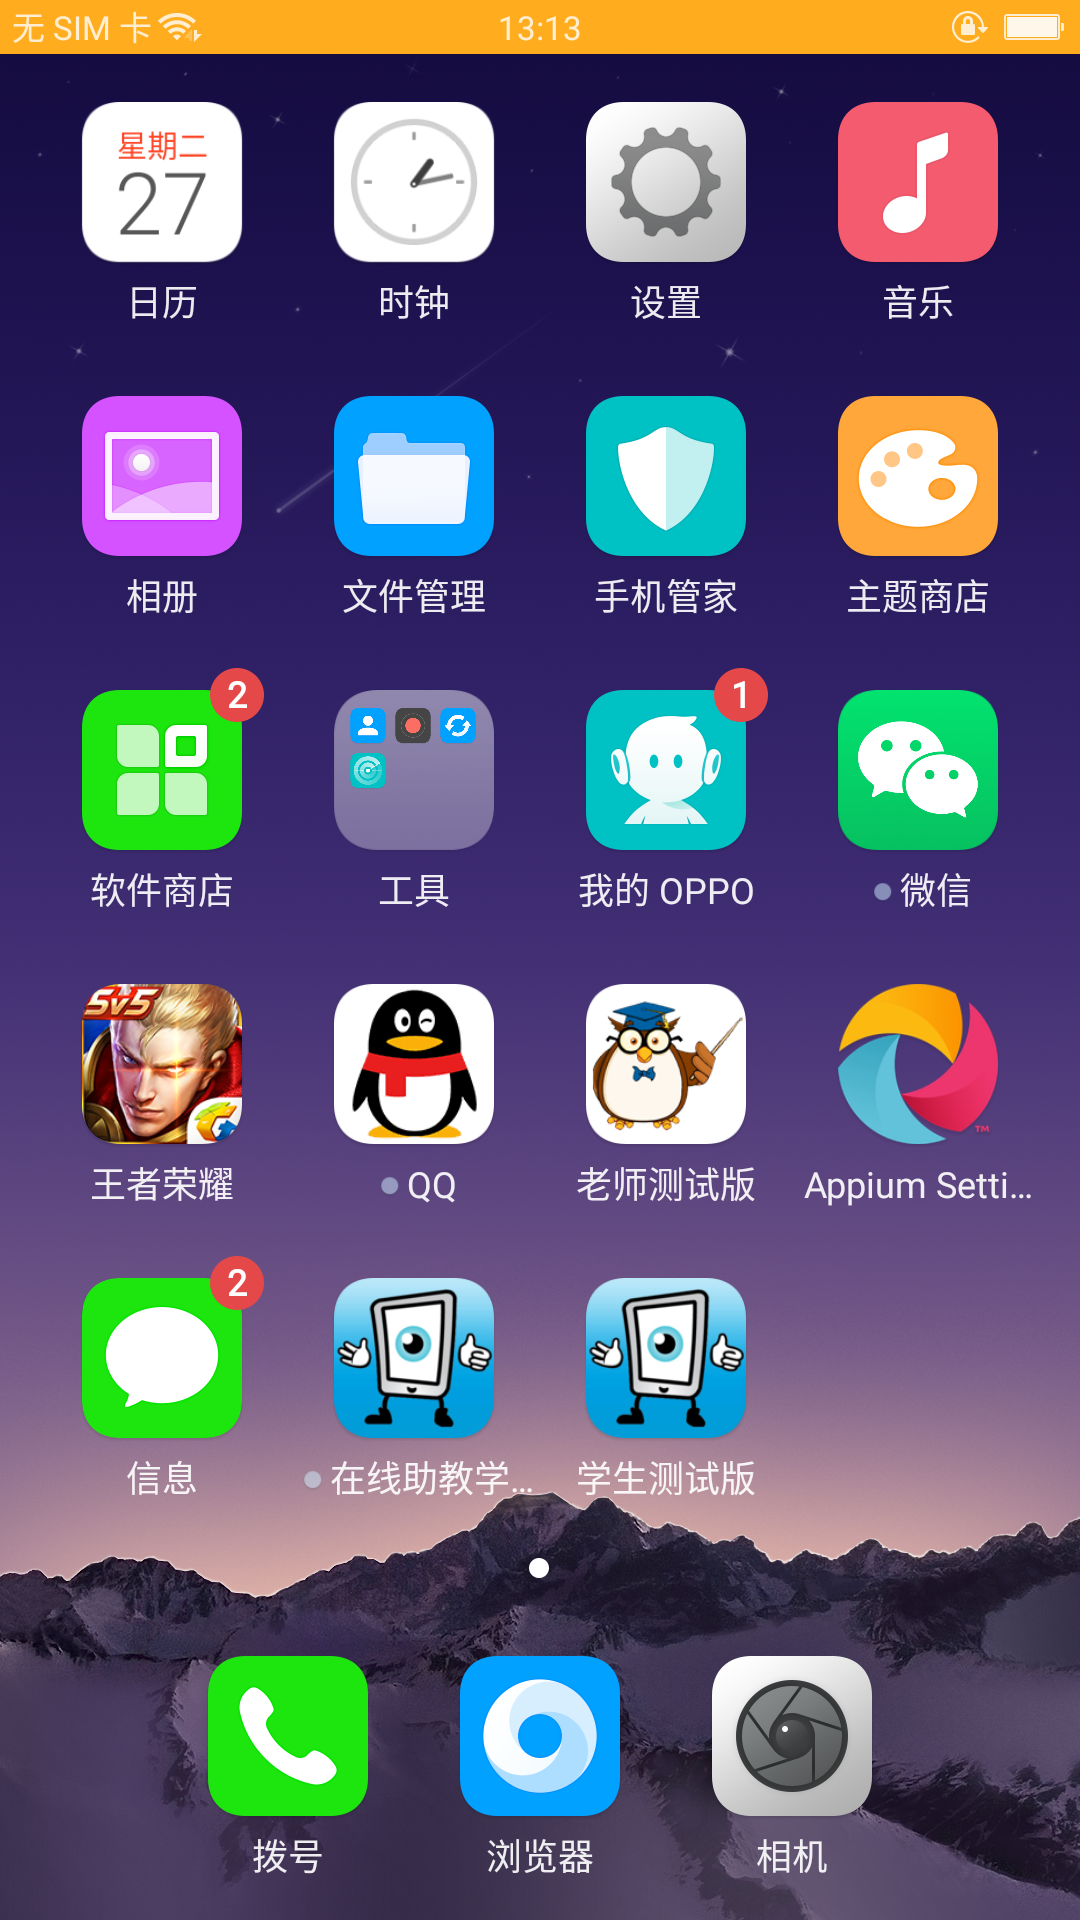 无 SIM 卡 13:13
星期二
27
日历 时钟 设置 音乐
相册 文件管理 手机管家 主题商店
2 1
软件商店 工具 我的 OPPO 微信
5v5
TM
王者荣耀 QQ 老师测试版 Appium Setti...
2
信息 在线助教学... 学生测试版
拨号 浏览器 相机